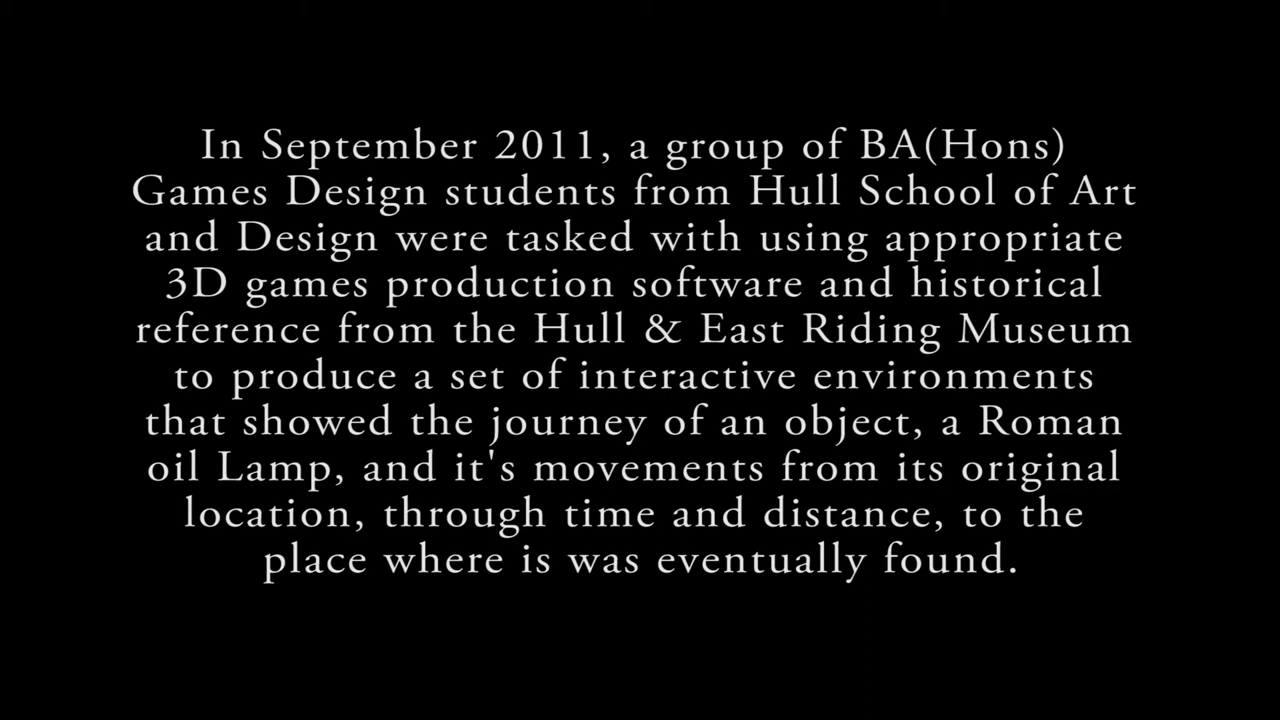 In September 2011, a group of BA(Hons)
Games Design students from Hull School of Art
and Design were tasked with using appropriate
3D games production software and historical
reference from the Hull & East Riding Museum
to produce a set of interactive environments
that showed the journey of an object, a Roman
oil Lamp, and it's movements from its original
location, through time and distance, to the
place where is was eventually found.